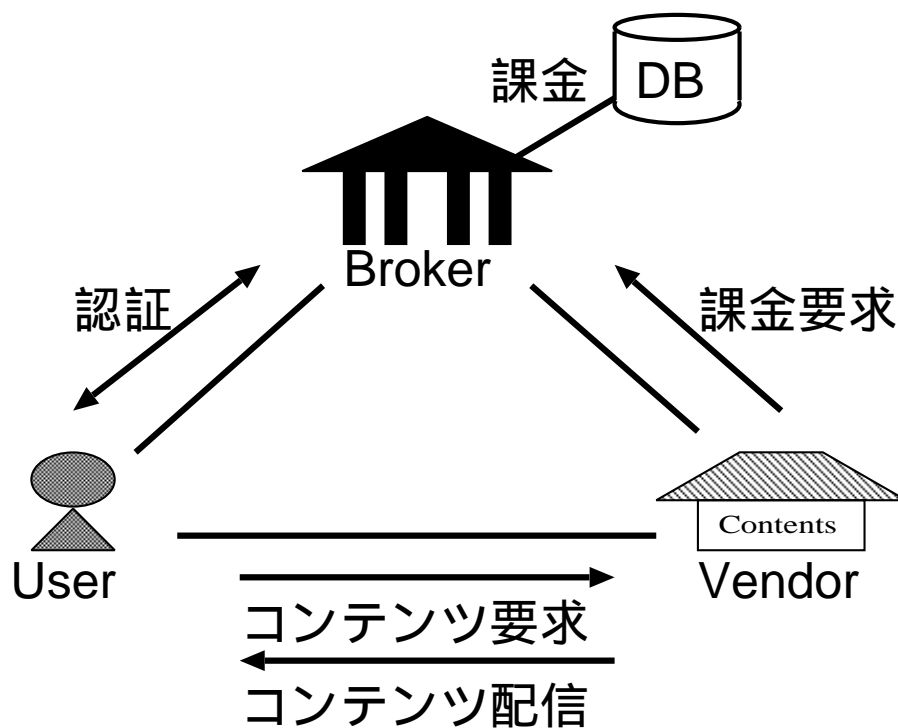 DB
課金
Broker
認証
課金要求
Contents
User
Vendor
コンテンツ要求
コンテンツ配信